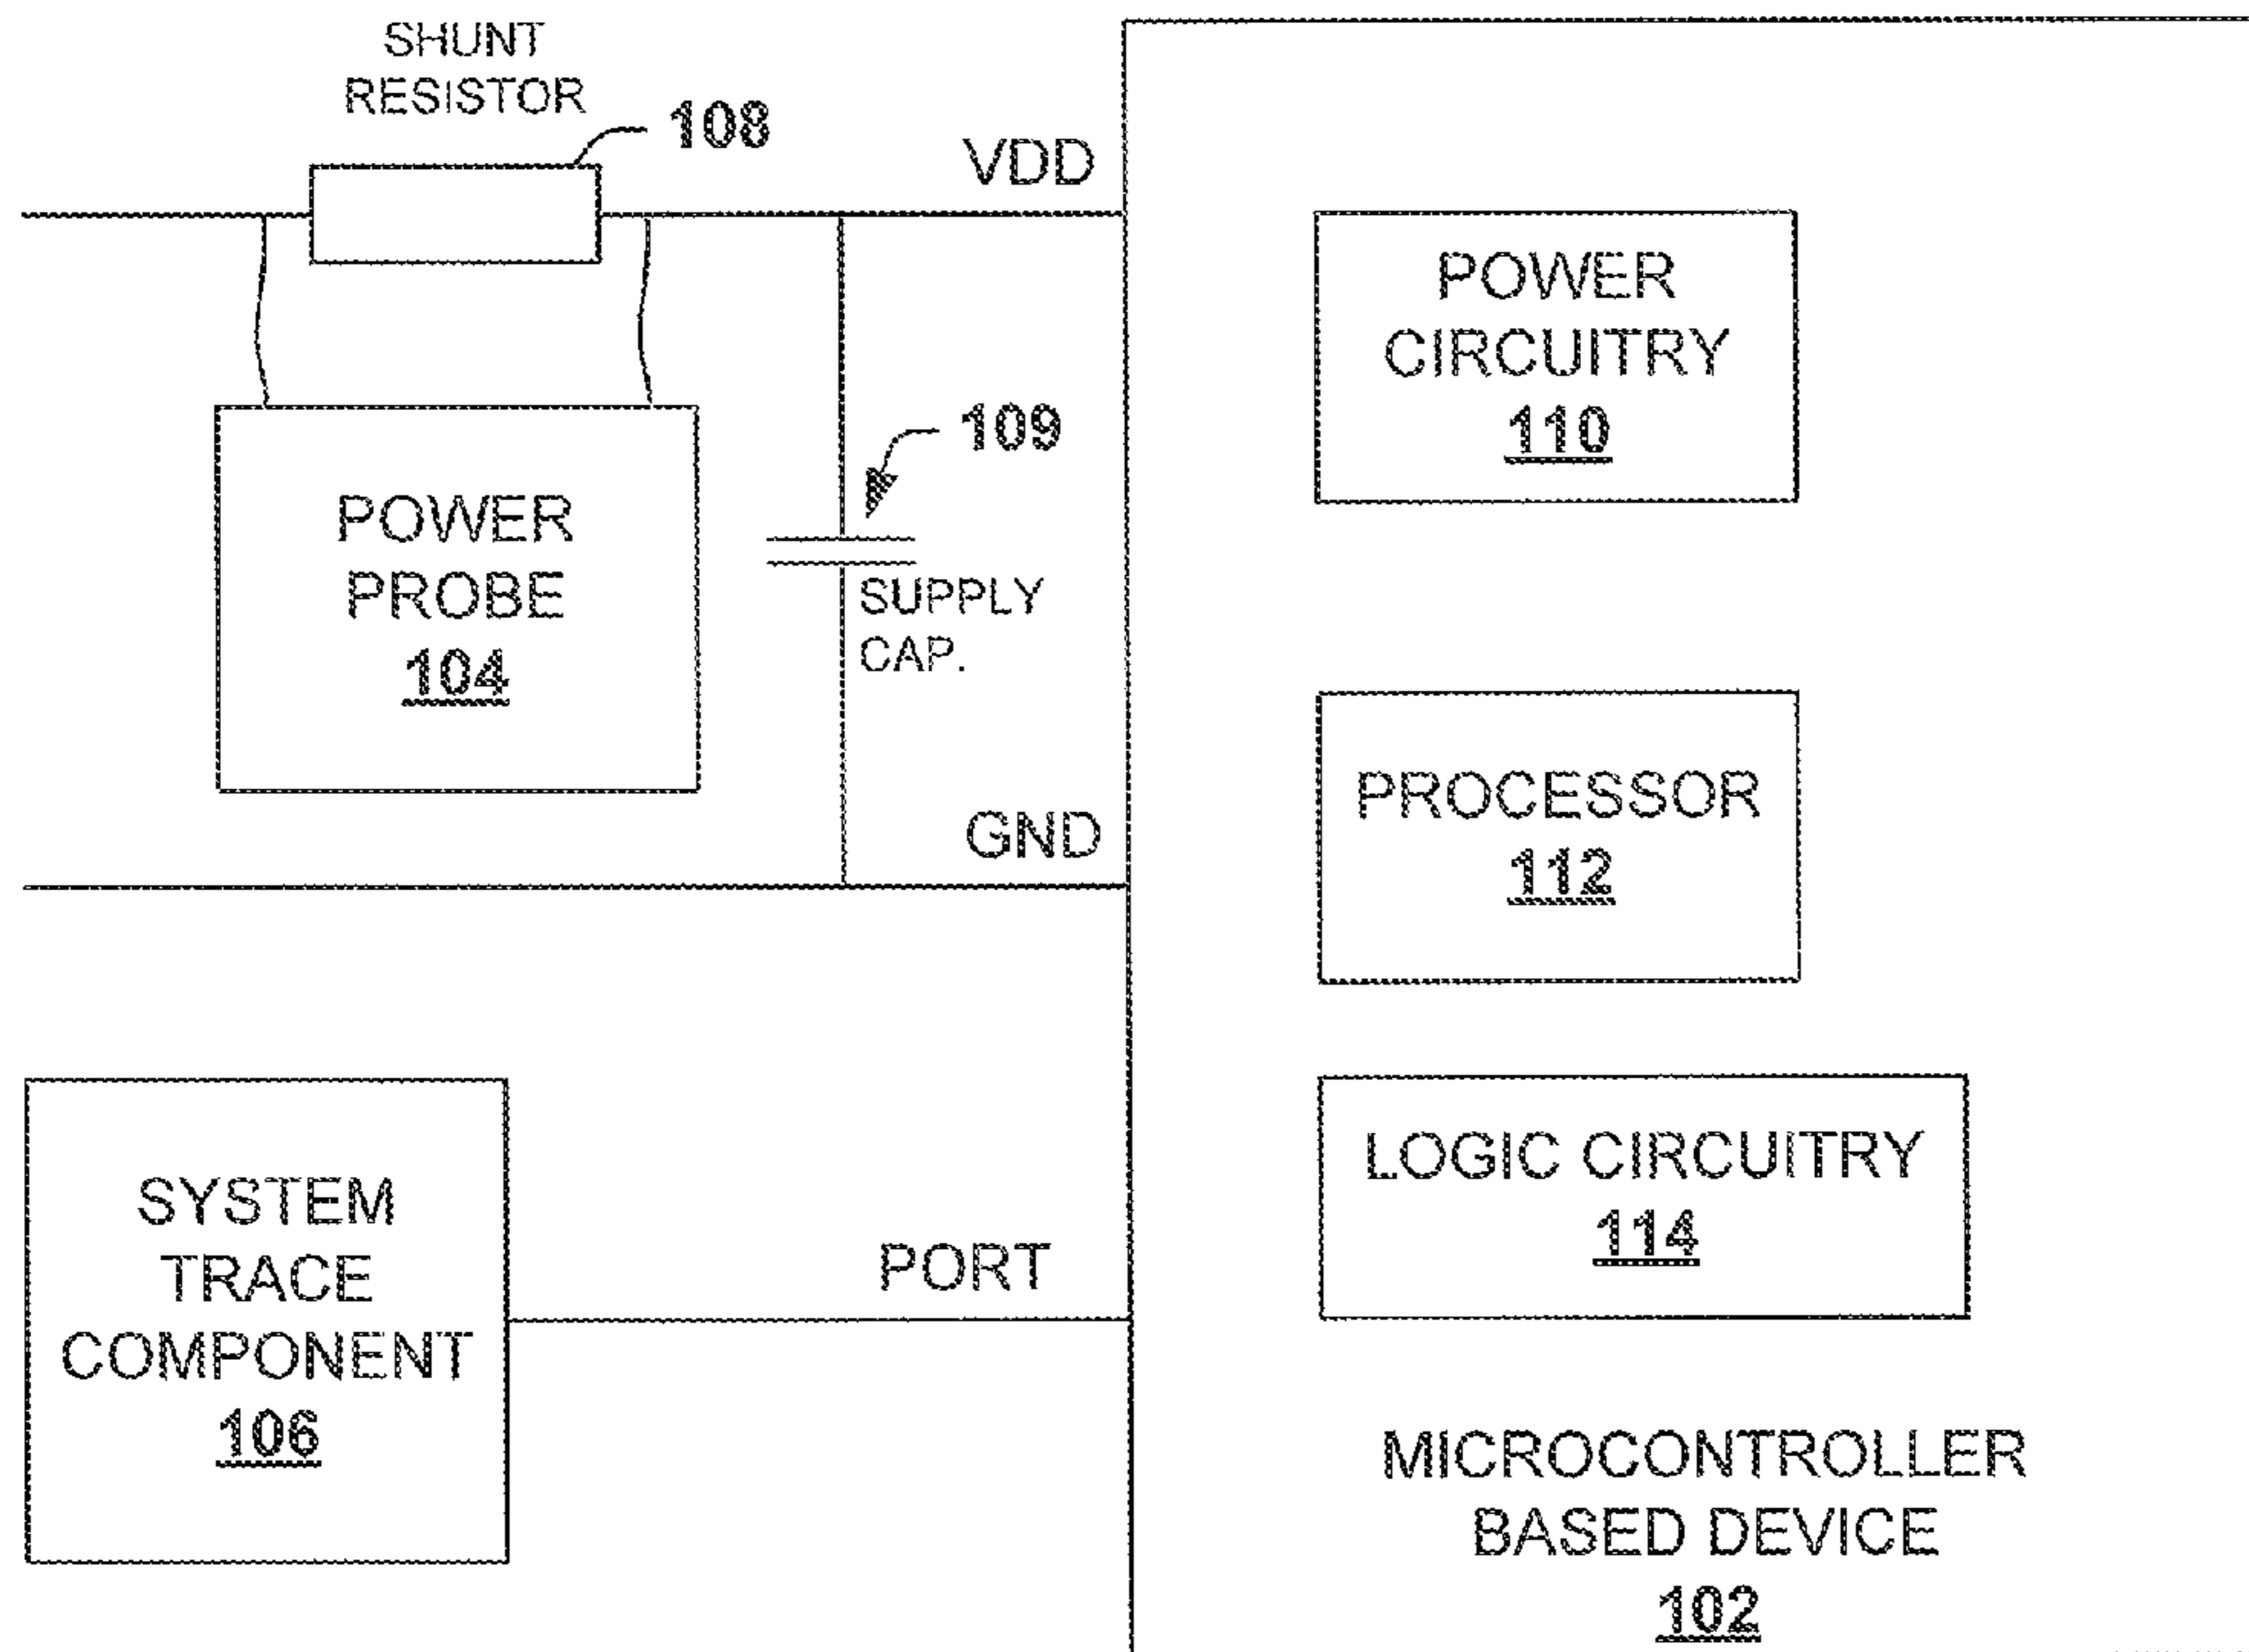 SHUNT
RESISTOR
108
VDD
POWER
CIRCUITRY
110
109
POWER
PROBE
104
SUPPLY
CAP.
PROCESSOR
112
GND
LOGIC CIRCUITRY
114
SYSTEM
TRACE
COMPONENT
106
PORT
MICROCONTROLLER
BASED DEVICE
102